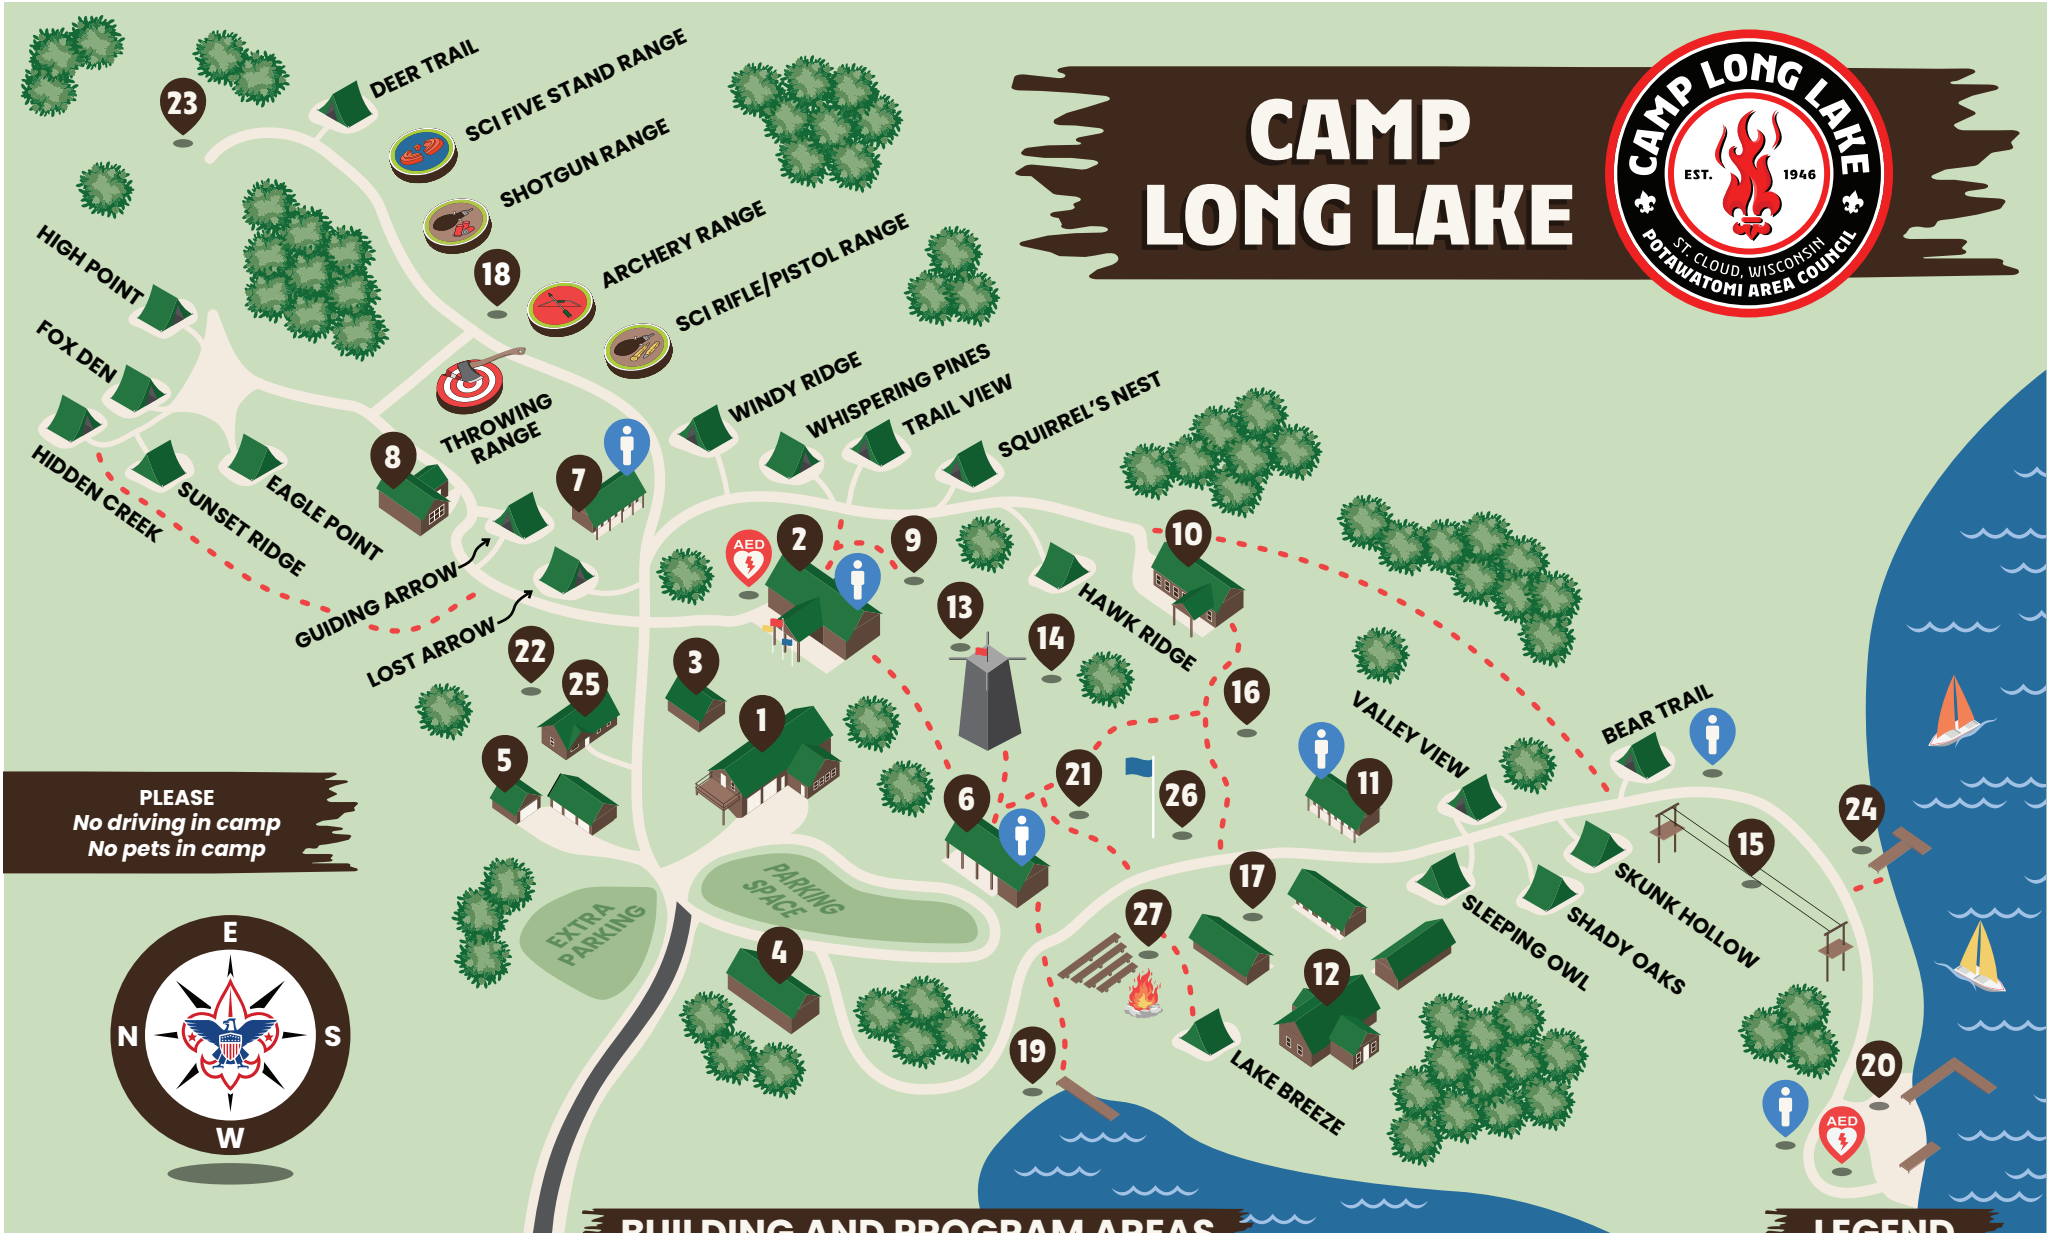 CAMP
LONG LAKE
CAMP LONG LAKE
EST. 1946
ST. CLOUD, WISCONSIN
POTAWATOMI AREA COUNCIL
23
DEER TRAIL
SCI FIVE STAND RANGE
SHOTGUN RANGE
18
ARCHERY RANGE
SCI RIFLE/PISTOL RANGE
HIGH POINT
FOX DEN
HIDDEN CREEK
SUNSET RIDGE
EAGLE POINT
THROWING
RANGE
8
7
WINDY RIDGE
WHISPERING PINES
TRAIL VIEW
SQUIRREL'S NEST
GUIDING ARROW
LOST ARROW
AED
2
9
10
HAWK RIDGE
13
14
22
25
3
1
5
16
VALLEY VIEW
BEAR TRAIL
6
21
26
11
15
24
PLEASE
No driving in camp
No pets in camp
PARKING
SPACE
EXTRA
PARKING
4
17
27
12
SLEEPING OWL
SHADY OAKS
SKUNK HOLLOW
E
N
S
W
19
LAKE BREEZE
20
AED
BUILDING AND PROGRAM AREAS
LEGEND